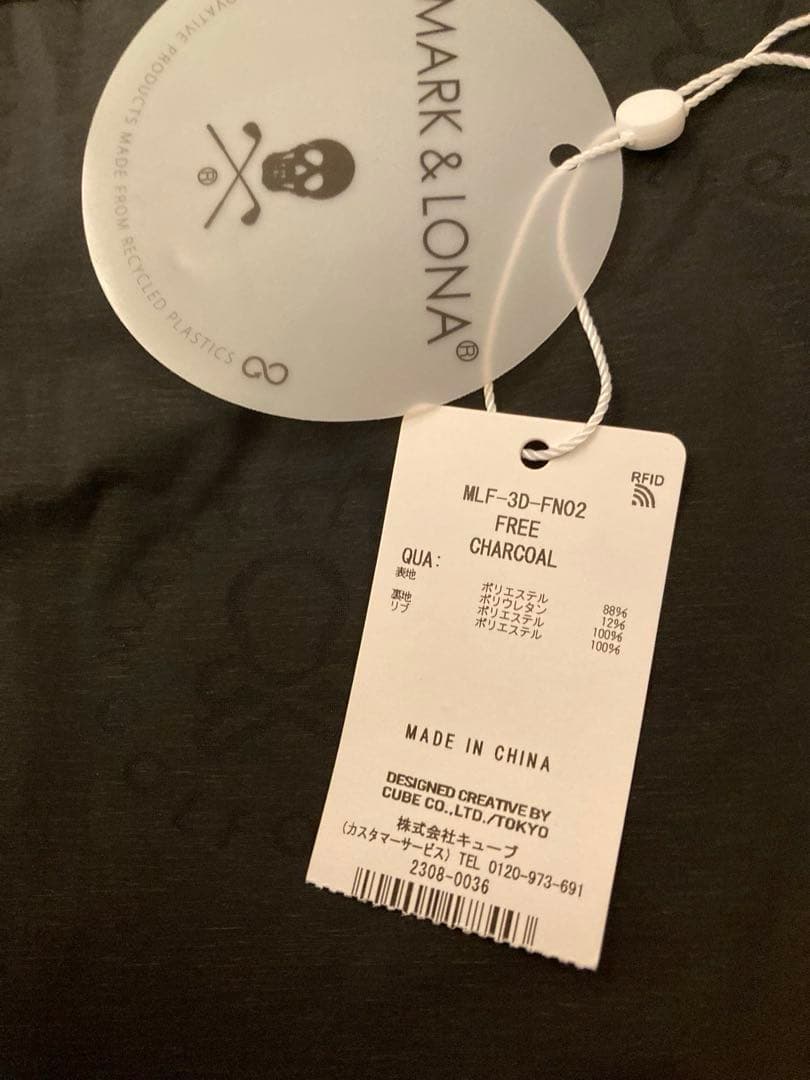 MARK & LONA®
®
OVATIVE PRODUCTS MADE FROM RECYCLED PLASTICS
RFID
MLF-3D-FN02
FREE
CHARCOAL
QUA:
表地 ポリエステル 88%
ポリウレタン 12%
裏地 ポリエステル 100%
リブ ポリエステル 100%
MADE IN CHINA
DESIGNED CREATIVE BY
CUBE CO.,LTD./TOKYO
株式会社キューブ
(カスタマーサービス) TEL 0120-973-691
2308-0036